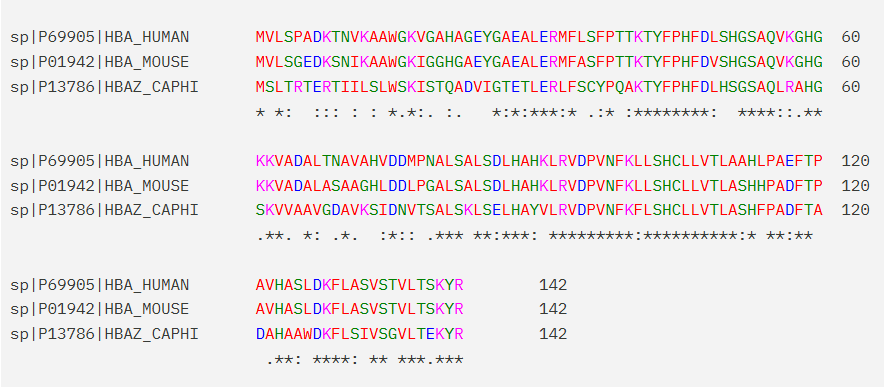 sp|P69905|HBA_HUMAN MVLSPADKTNVKAAWGKVGAHAGEYGAEALERMFLSFPTTKTYFPHFDLSHGSAQVKGHG 60
sp|P01942|HBA_MOUSE MVLSGEDKSNIKAAWGKIGGHGAEYGAEALERMFASFPTTKTYFPHFDVSHGSAQVKGHG 60
sp|P13786|HBAZ_CAPHI MSLTRTERTIILSLWSKISTQADVIGTETLERLFSCYPQAKTYFPHFDLHSGSAQLRAHG 60
* *:  ::: : : *.*:. :.   *:*:***:* .:* :********:  ****::.**
sp|P69905|HBA_HUMAN KKVADALTNAVAHVDDMPNALSALSDLHAHKLRVDPVNFKLLSHCLLVTLAAHLPAEFTP 120
sp|P01942|HBA_MOUSE KKVADALASAAGHLDDLPGALSALSDLHAHKLRVDPVNFKLLSHCLLVTLASHHPADFTP 120
sp|P13786|HBAZ_CAPHI SKVVAAVGDAVKSIDNVTSALSKLSELHAYVLRVDPVNFKFLSHCLLVTLASHFPADFTA 120
.**. *: .*.  :*:: .*** **:***: *********:**********:* **:**
sp|P69905|HBA_HUMAN AVHASLDKFLASVSTVLTSKYR 142
sp|P01942|HBA_MOUSE AVHASLDKFLASVSTVLTSKYR 142
sp|P13786|HBAZ_CAPHI DAHAAWDKFLSIVSGVLTEKYR 142
.**: ****: ** ***.***